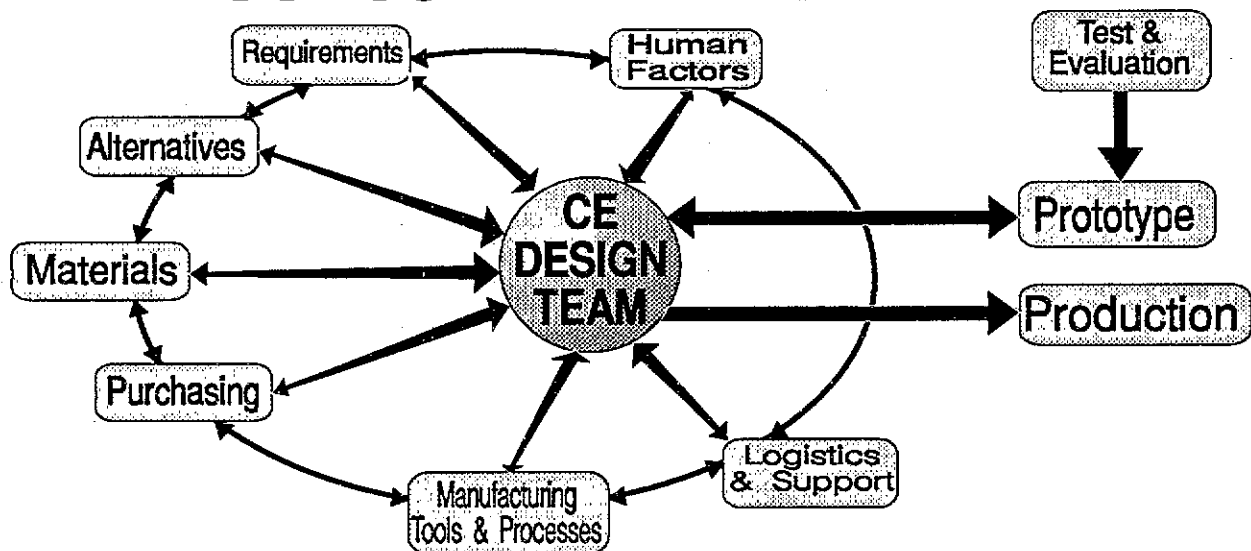 Requirements
Human
Factors
Test &
Evaluation
Alternatives
CE
DESIGN
TEAM
Prototype
Materials
Production
Purchasing
Logistics
& Support
Manufacturing
Tools & Processes